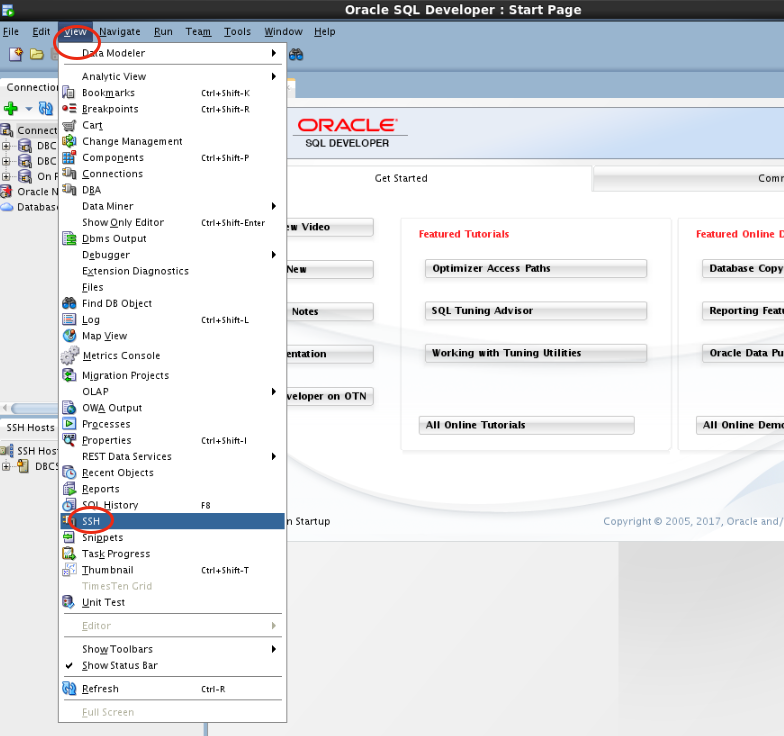 Oracle SQL Developer : Start Page
File Edit View Navigate Run Team Tools Window Help
Connection
Connect
DBC
DBC
On P
Oracle N
Databas
SSH Hosts
SSH Hos
DBCS
Data Modeler
Analytic View
Bookmarks Ctrl+Shift-K
Breakpoints Ctrl+Shift-R
Cart
Change Management
Components Ctrl+Shift-P
Connections
DBA
Data Miner
Show Only Editor Ctrl+Shift-Enter
Dbms Output
Debugger
Extension Diagnostics
Files
Find DB Object
Log Ctrl+Shift-L
Map View
Metrics Console
Migration Projects
OLAP
OWA Output
Processes
Properties Ctrl+Shift-I
REST Data Services
Recent Objects
Reports
SQL History F8
SSH
Snippets
Task Progress
Thumbnail Ctrl+Shift-T
TimesTen Grid
Unit Test
Editor
Show Toolbars
Show Status Bar
Refresh Ctrl-R
Full Screen
ORACLE
SQL DEVELOPER
Get Started
Comm
ew Video
New
Notes
entation
veloper on OTN
Featured Tutorials
Optimizer Access Paths
SQL Tuning Advisor
Working with Tuning Utilities
All Online Tutorials
Featured Online D
Database Copy
Reporting Featu
Oracle Data Pu
All Online Demo
n Startup
Copyright © 2005, 2017, Oracle and/